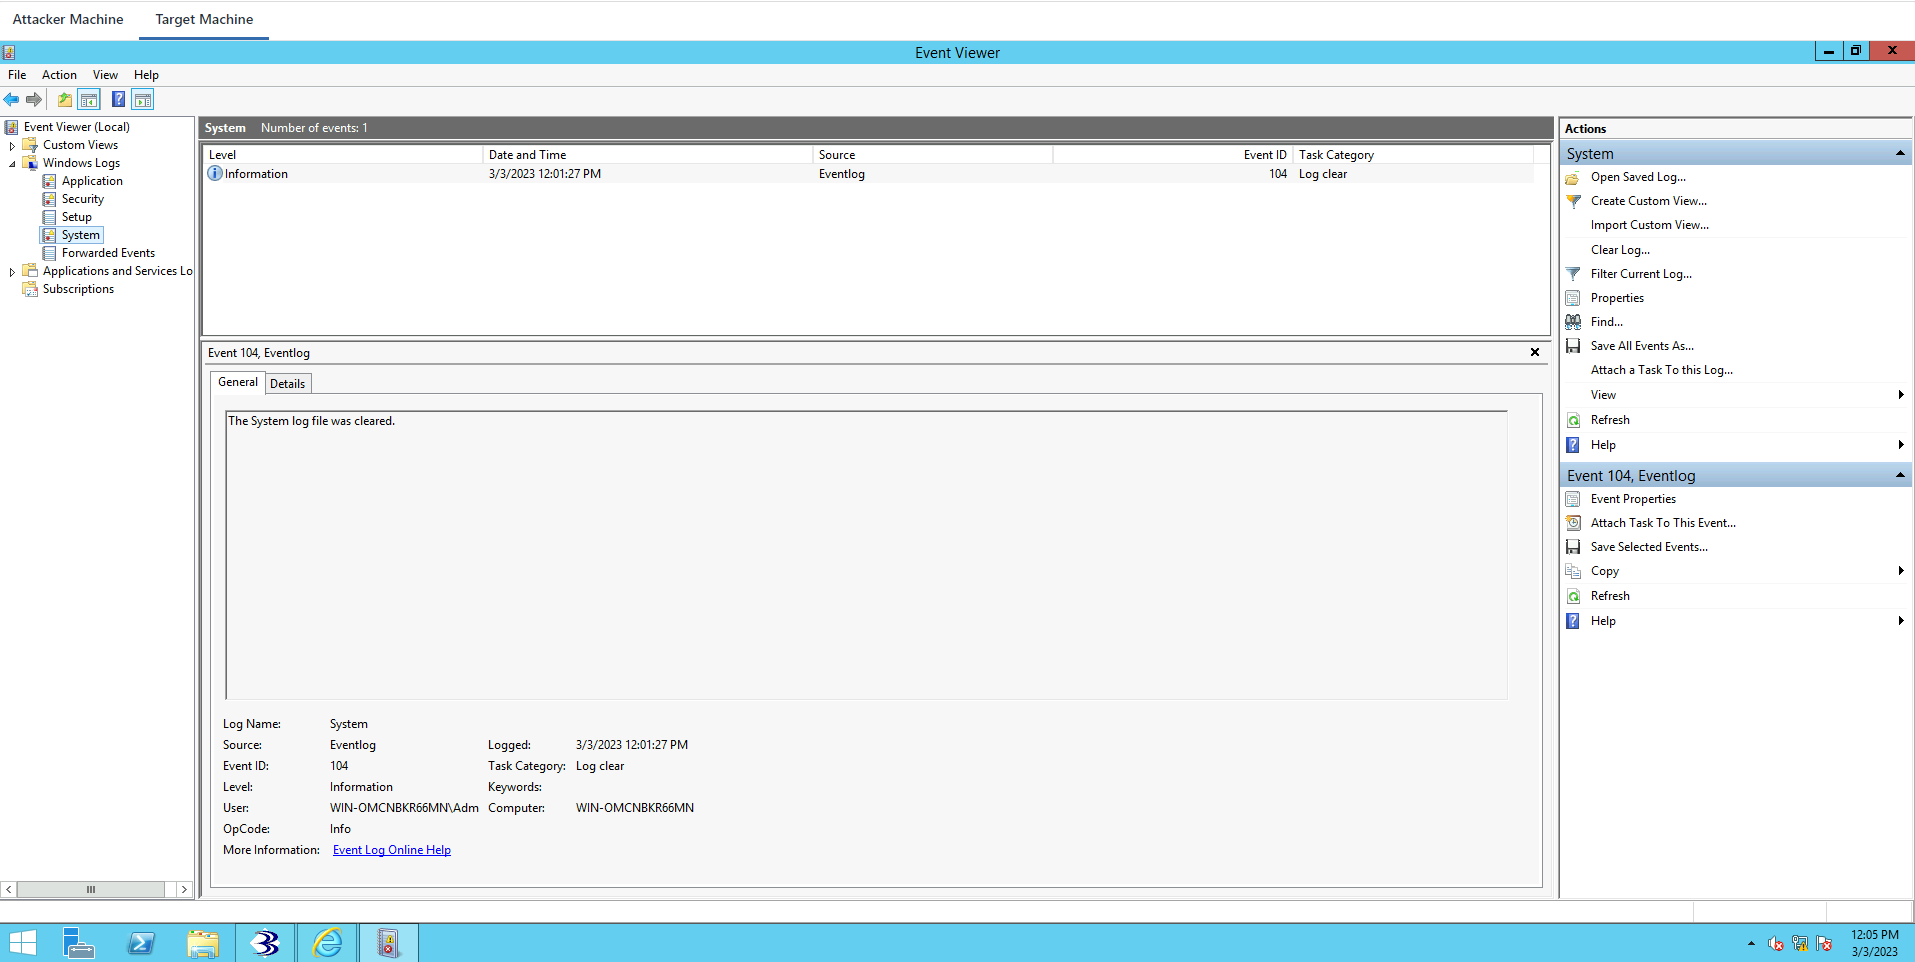 Attacker Machine Target Machine
Event Viewer
File Action View Help
Event Viewer (Local)
Custom Views
Windows Logs
Application
Security
Setup
System
Forwarded Events
Applications and Services Lo
Subscriptions
System Number of events: 1
Level Date and Time Source Event ID Task Category
Information 3/3/2023 12:01:27 PM Eventlog 104 Log clear
Event 104, Eventlog
General Details
The System log file was cleared.
Log Name: System
Source: Eventlog Logged: 3/3/2023 12:01:27 PM
Event ID: 104 Task Category: Log clear
Level: Information Keywords:
User: WIN-OMCNBKR66MN\Adm Computer: WIN-OMCNBKR66MN
OpCode: Info
More Information: Event Log Online Help
Actions
System
Open Saved Log...
Create Custom View...
Import Custom View...
Clear Log...
Filter Current Log...
Properties
Find...
Save All Events As...
Attach a Task To this Log...
View
Refresh
Help
Event 104, Eventlog
Event Properties
Attach Task To This Event...
Save Selected Events...
Copy
Refresh
Help
12:05 PM
3/3/2023